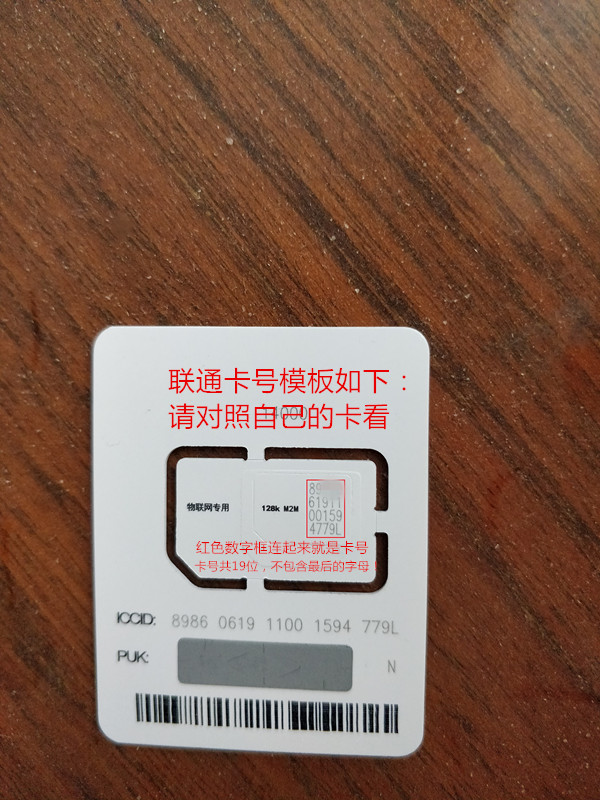 联通卡号模板如下：
请对照自己的卡看
物联网专用
128k M2M
89
61911
00159
4779L
红色数字框连起来就是卡号
卡号共19位，不包含最后的字母！
ICCID: 8986 0619 1100 1594 779L
PUK:
N